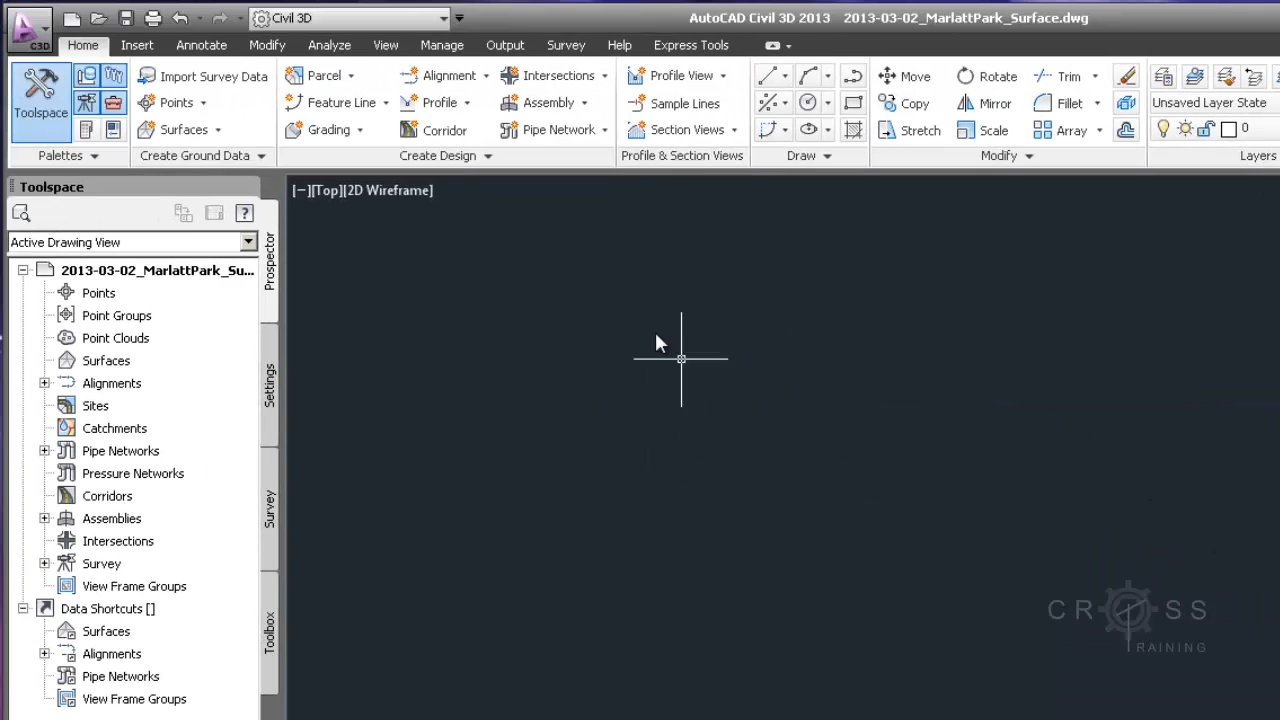 Civil 3D
AutoCAD Civil 3D 2013 2013-03-02_MarlattPark_Surface.dwg
C3D
Home Insert Annotate Modify Analyze View Manage Output Survey Help Express Tools
Toolspace
Import Survey Data
Points
Surfaces
Parcel
Feature Line
Grading
Alignment
Profile
Corridor
Intersections
Assembly
Pipe Network
Profile View
Sample Lines
Section Views
Move
Copy
Stretch
Rotate
Mirror
Scale
Trim
Fillet
Array
Unsaved Layer State
0
Palettes
Create Ground Data
Create Design
Profile & Section Views
Draw
Modify
Layers
Toolspace
Active Drawing View
2013-03-02_MarlattPark_Su...
Points
Point Groups
Point Clouds
Surfaces
Alignments
Sites
Catchments
Pipe Networks
Pressure Networks
Corridors
Assemblies
Intersections
Survey
View Frame Groups
Data Shortcuts []
Surfaces
Alignments
Pipe Networks
View Frame Groups
Prospector
Settings
Survey
Toolbox
[−][Top][2D Wireframe]
CROSS
TRAINING